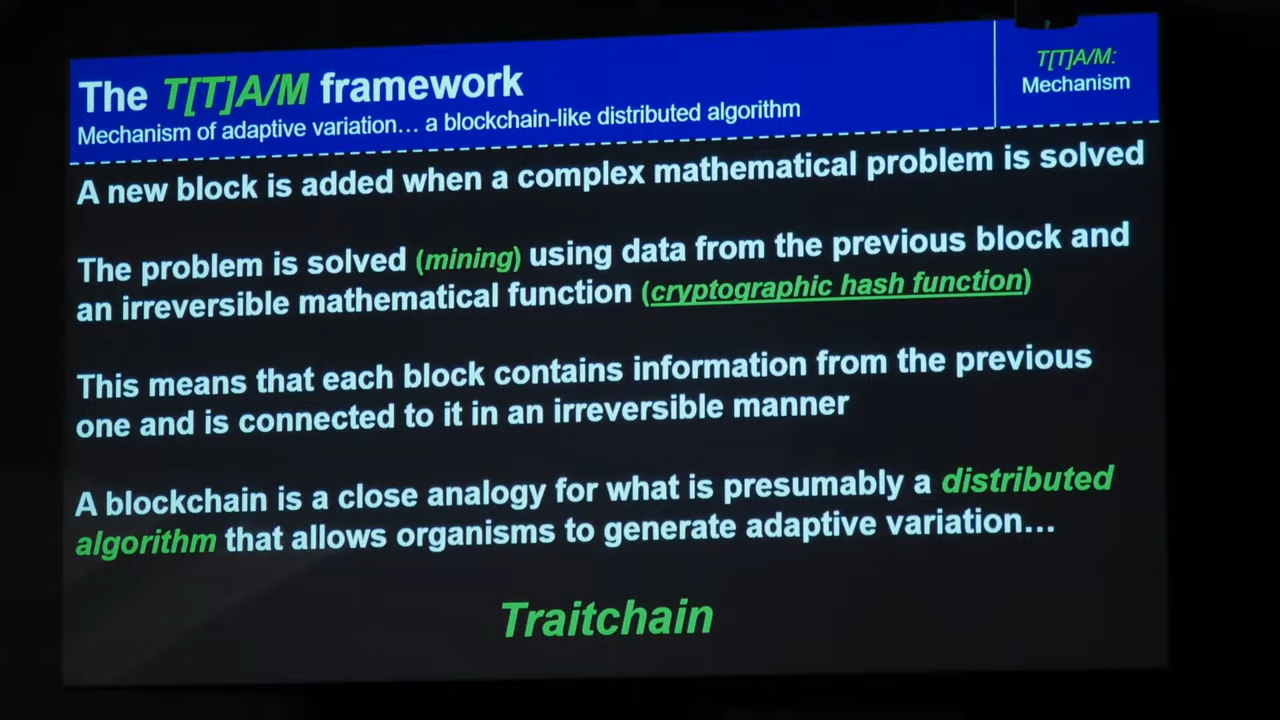 The T[T]A/M framework
Mechanism of adaptive variation... a blockchain-like distributed algorithm
T[T]A/M:
Mechanism
A new block is added when a complex mathematical problem is solved
The problem is solved (mining) using data from the previous block and
an irreversible mathematical function (cryptographic hash function)
This means that each block contains information from the previous
one and is connected to it in an irreversible manner
A blockchain is a close analogy for what is presumably a distributed
algorithm that allows organisms to generate adaptive variation...
Traitchain